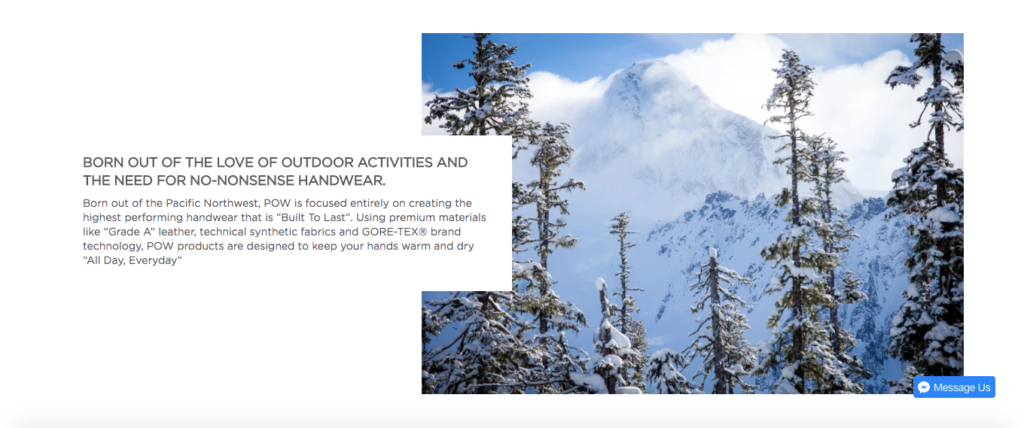 BORN OUT OF THE LOVE OF OUTDOOR ACTIVITIES AND
THE NEED FOR NO-NONSENSE HANDWEAR.
Born out of the Pacific Northwest, POW is focused entirely on creating the
highest performing handwear that is "Built To Last". Using premium materials
like "Grade A" leather, technical synthetic fabrics and GORE-TEX® brand
technology, POW products are designed to keep your hands warm and dry
"All Day, Everyday"
Message Us